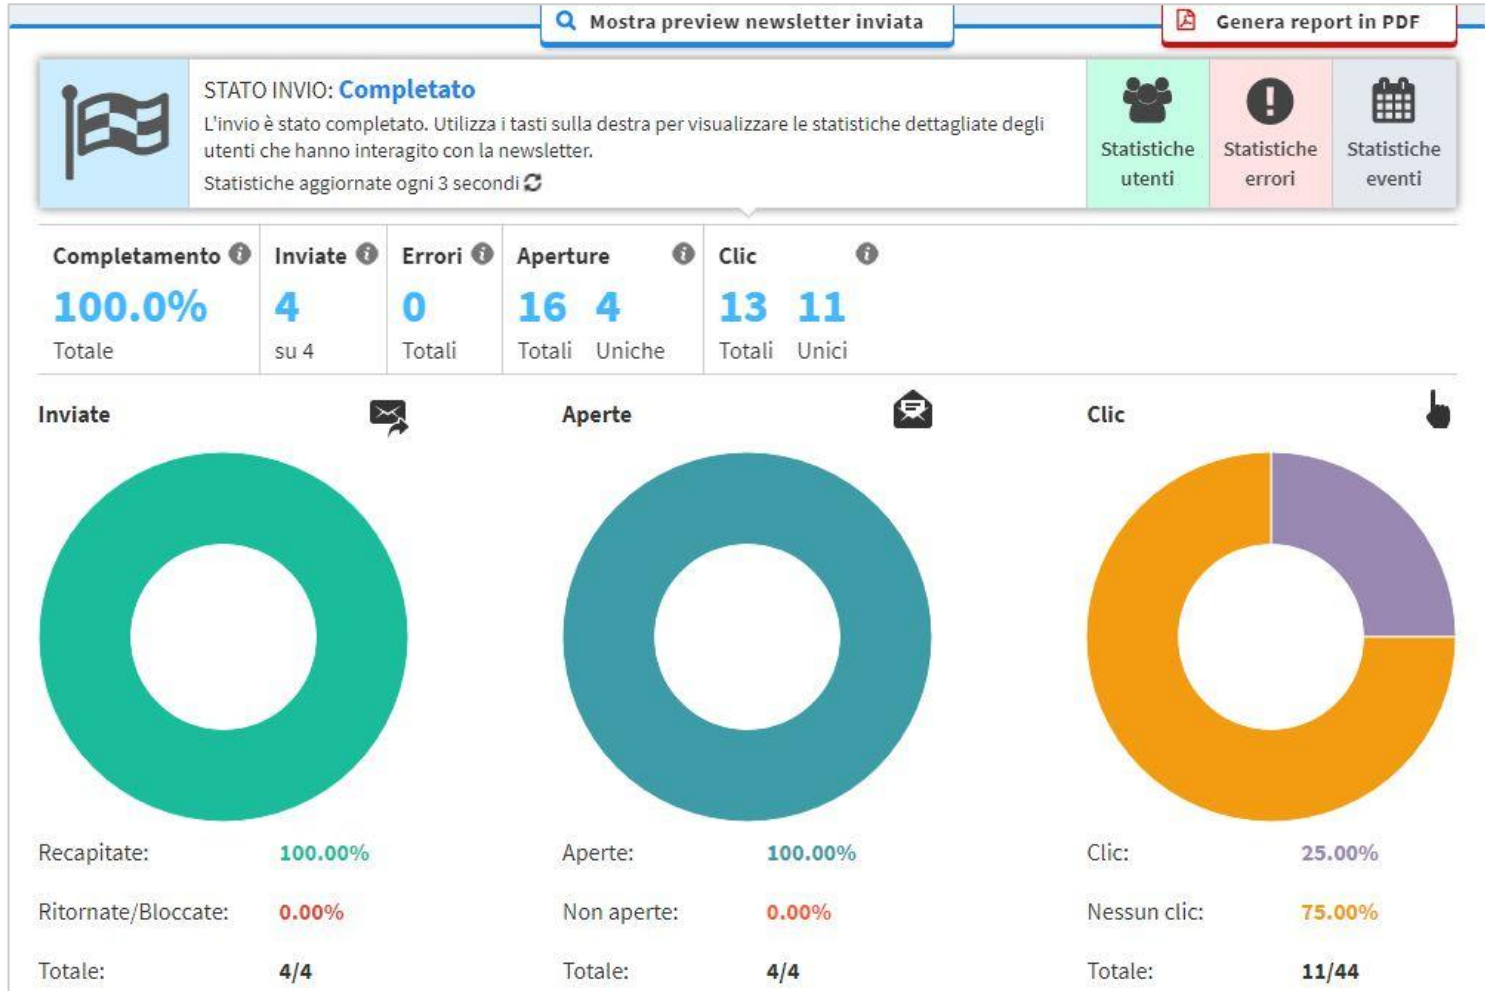 Mostra preview newsletter inviata
Genera report in PDF
STATO INVIO: Completato
L'invio è stato completato. Utilizza i tasti sulla destra per visualizzare le statistiche dettagliate degli
utenti che hanno interagito con la newsletter.
Statistiche aggiornate ogni 3 secondi
Statistiche
utenti
Statistiche
errori
Statistiche
eventi
Completamento
100.0%
Totale
Inviate
4
su 4
Errori
0
Totali
Aperture
16 4
Totali Uniche
Clic
13 11
Totali Unici
Inviate
Recapitate: 100.00%
Ritornate/Bloccate: 0.00%
Totale: 4/4
Aperte
Aperte: 100.00%
Non aperte: 0.00%
Totale: 4/4
Clic
Clic: 25.00%
Nessun clic: 75.00%
Totale: 11/44